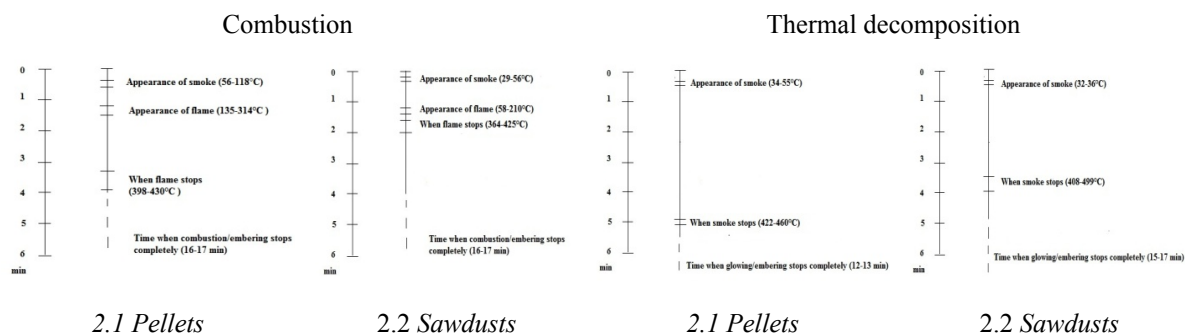 Combustion
Thermal decomposition
0
1
2
3
4
5
6
min
Appearance of smoke (56-118°C)
Appearance of flame (135-314°C )
When flame stops
(398-430°C )
Time when combustion/embering stops
completely (16-17 min)
2.1 Pellets
0
1
2
3
4
5
6
min
Appearance of smoke (29-56°C)
Appearance of flame (58-210°C)
When flame stops (364-425°C)
Time when combustion/embering stops
completely (16-17 min)
2.2 Sawdusts
0
1
2
3
4
5
6
min
Appearance of smoke (34-55°C)
When smoke stops (422-460°C)
Time when glowing/embering stops completely (12-13 min)
2.1 Pellets
0
1
2
3
4
5
6
min
Appearance of smoke (32-36°C)
When smoke stops (408-499°C)
Time when glowing/embering stops completely (15-17 min)
2.2 Sawdusts